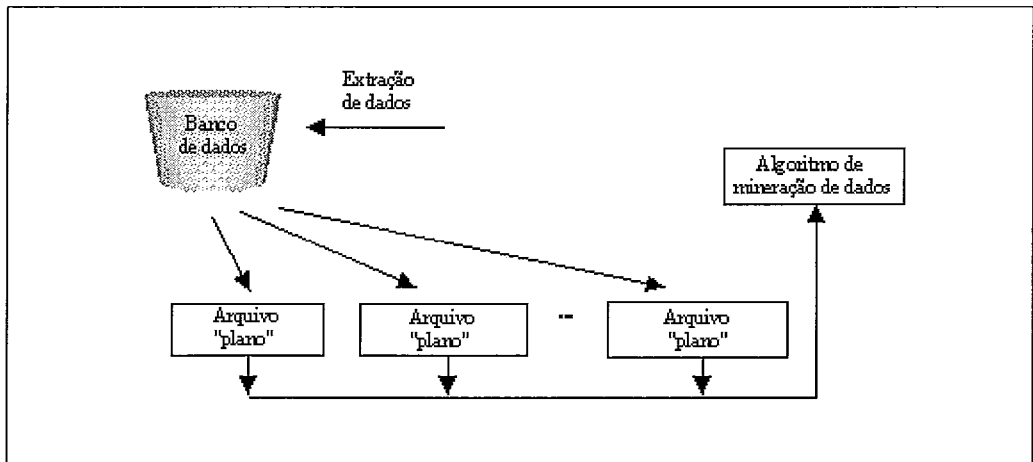 Extração
de dados
Banco
de dados
Algoritmo de
mineração de dados
Arquivo
"plano"
Arquivo
"plano"
...
Arquivo
"plano"